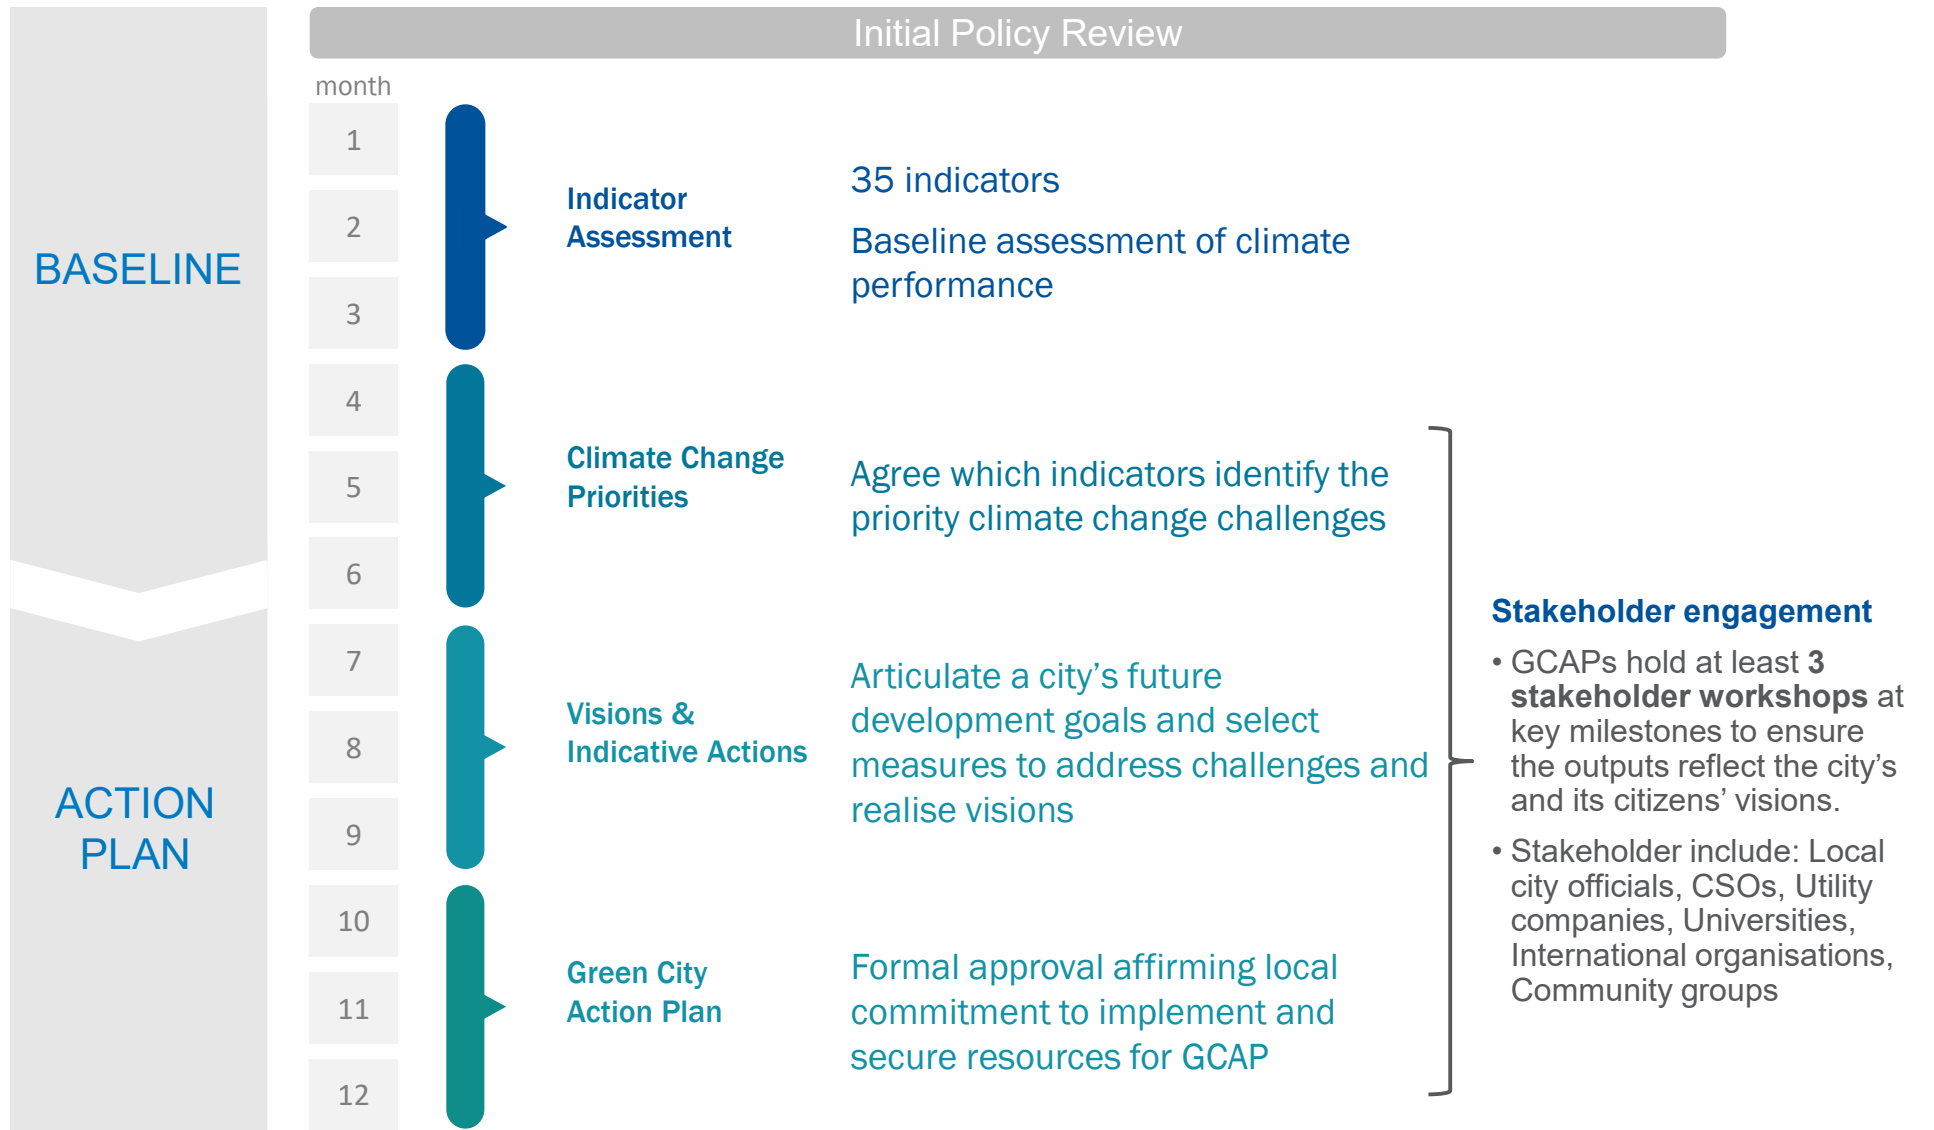 Initial Policy Review
month
BASELINE
1
2
3
Indicator
Assessment
35 indicators
Baseline assessment of climate
performance
4
5
6
Climate Change
Priorities
Agree which indicators identify the
priority climate change challenges
ACTION
PLAN
7
8
9
Visions &
Indicative Actions
Articulate a city’s future
development goals and select
measures to address challenges and
realise visions
10
11
12
Green City
Action Plan
Formal approval affirming local
commitment to implement and
secure resources for GCAP
Stakeholder engagement
• GCAPs hold at least 3
stakeholder workshops at
key milestones to ensure
the outputs reflect the city’s
and its citizens’ visions.
• Stakeholder include: Local
city officials, CSOs, Utility
companies, Universities,
International organisations,
Community groups